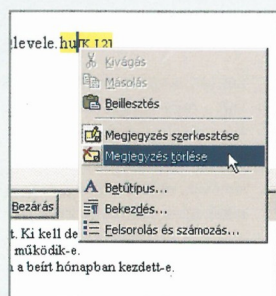 levele.hu[K J2]
Kivágás
Másolás
Beillesztés
Megjegyzés szerkesztése
Megjegyzés törlése
Betűtípus...
Bekezdés...
Felsorolás és számozás...
Bezárás
t. Ki kell de
működik-e.
a beírt hónapban kezdett-e.